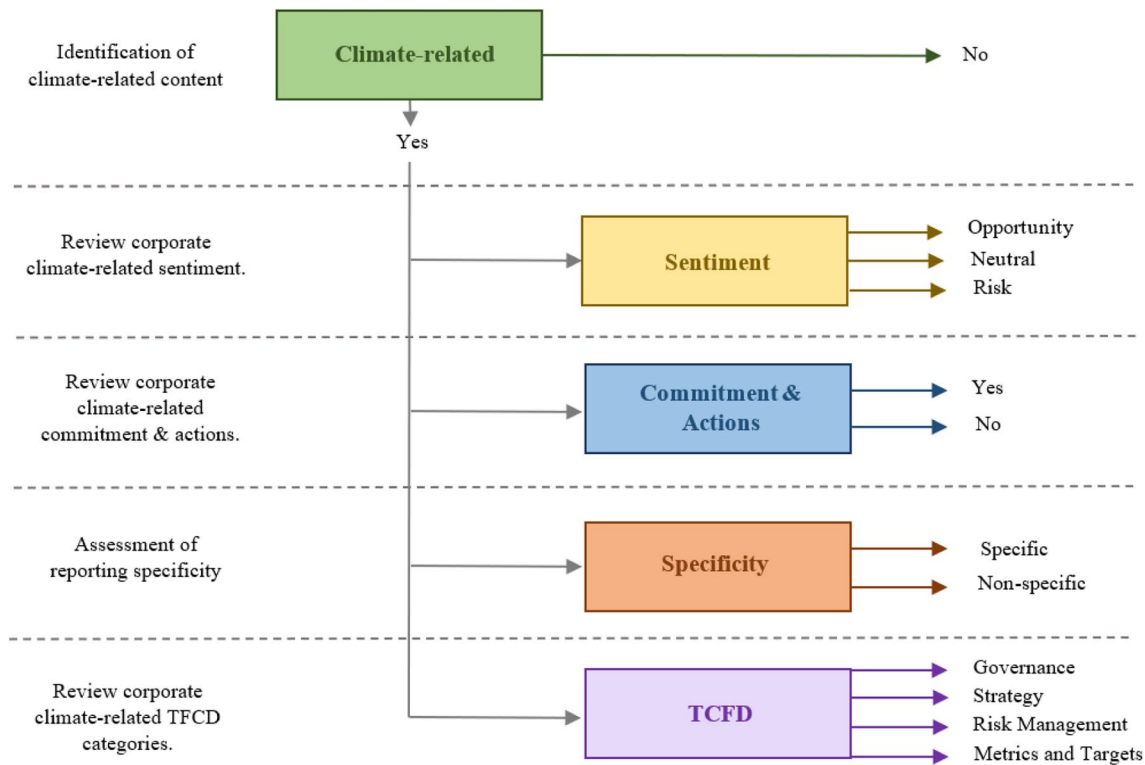 Identification of
climate-related content
Climate-related
No
Yes
Review corporate
climate-related sentiment.
Sentiment
Opportunity
Neutral
Risk
Review corporate
climate-related
commitment & actions.
Commitment &
Actions
Yes
No
Assessment of
reporting specificity
Specificity
Specific
Non-specific
Review corporate
climate-related TFCD
categories.
TCFD
Governance
Strategy
Risk Management
Metrics and Targets